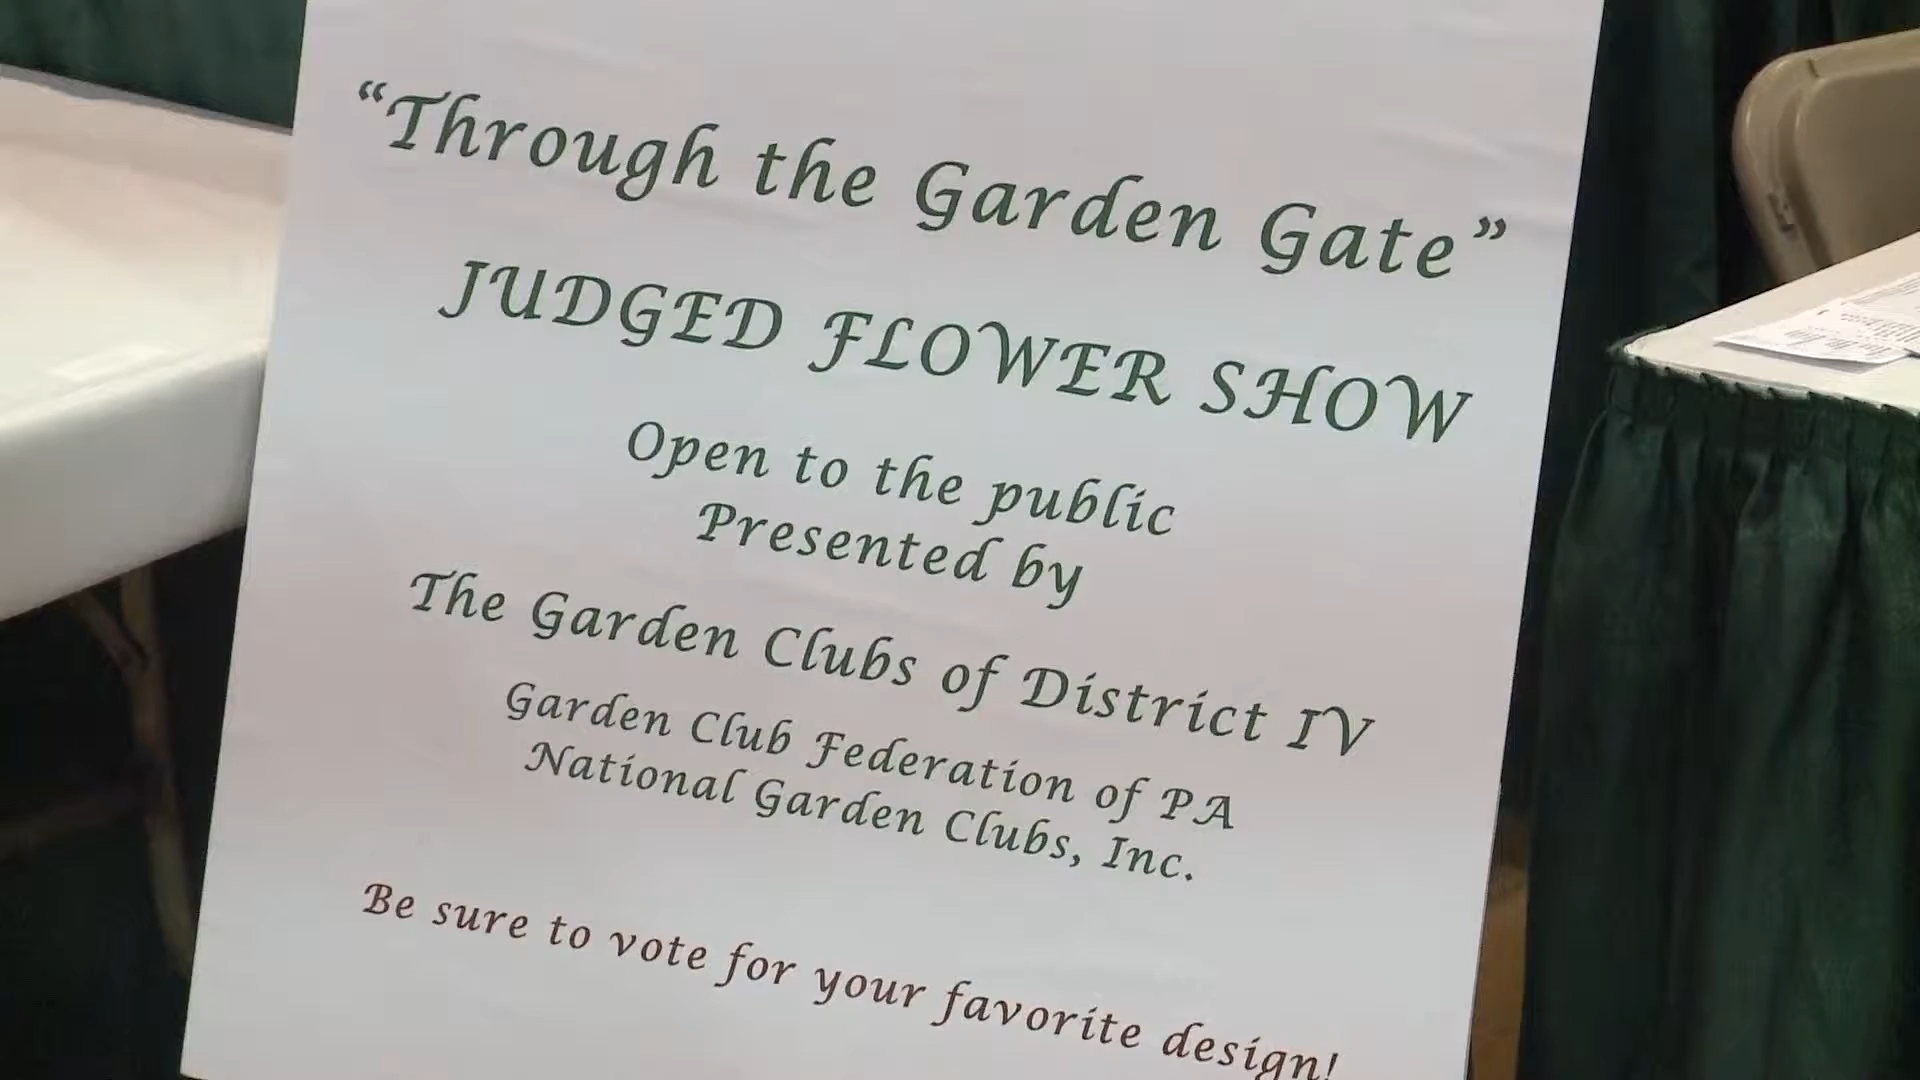 “Through the Garden Gate”
JUDGED FLOWER SHOW
Open to the public
Presented by
The Garden Clubs of District IV
Garden Club Federation of PA
National Garden Clubs, Inc.
Be sure to vote for your favorite design!